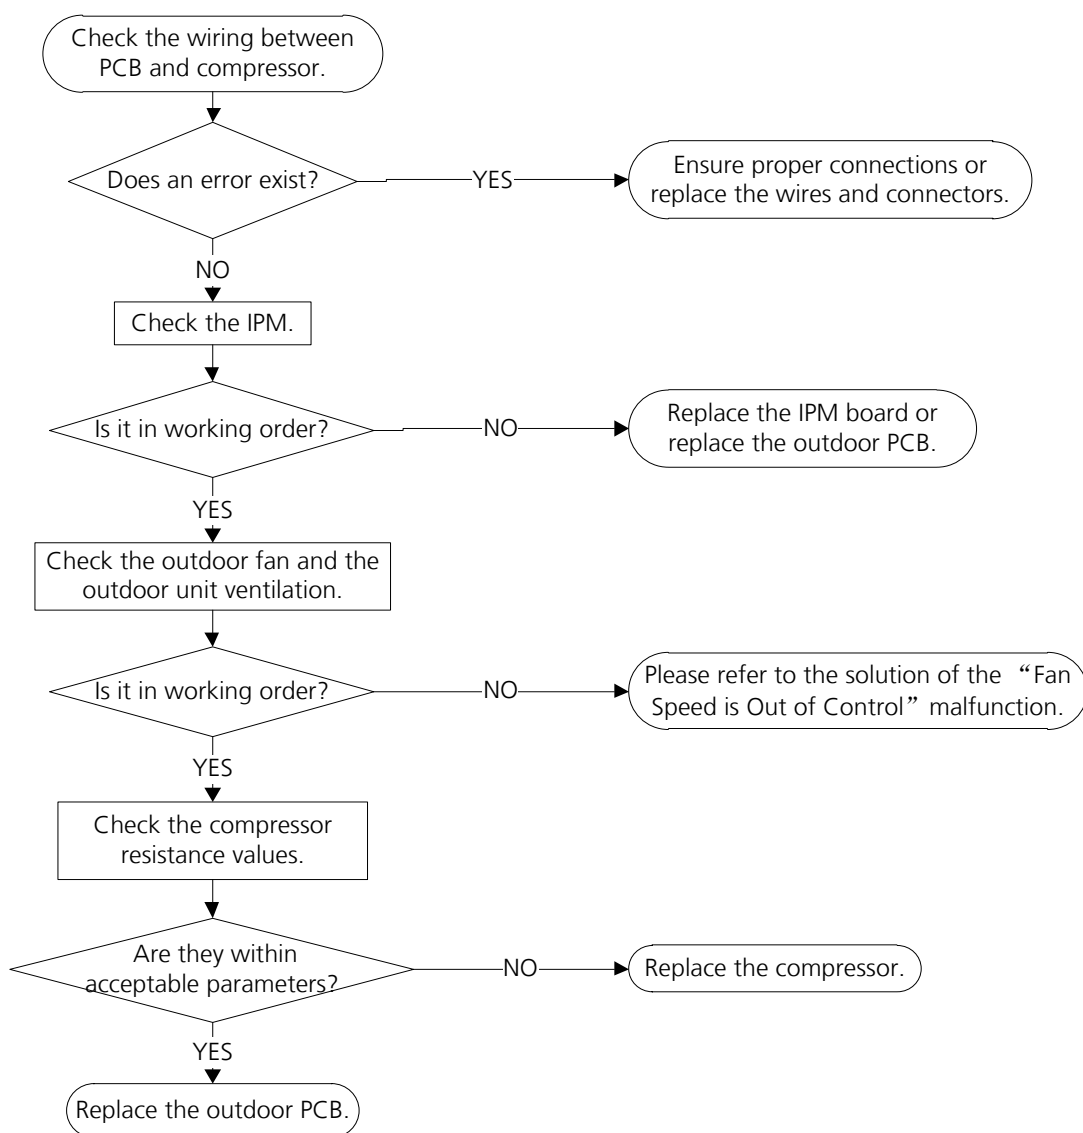 Check the wiring between
PCB and compressor.
Does an error exist?
YES
Ensure proper connections or
replace the wires and connectors.
NO
Check the IPM.
Is it in working order?
NO
Replace the IPM board or
replace the outdoor PCB.
YES
Check the outdoor fan and the
outdoor unit ventilation.
Is it in working order?
NO
Please refer to the solution of the “Fan
Speed is Out of Control” malfunction.
YES
Check the compressor
resistance values.
Are they within
acceptable parameters?
NO
Replace the compressor.
YES
Replace the outdoor PCB.